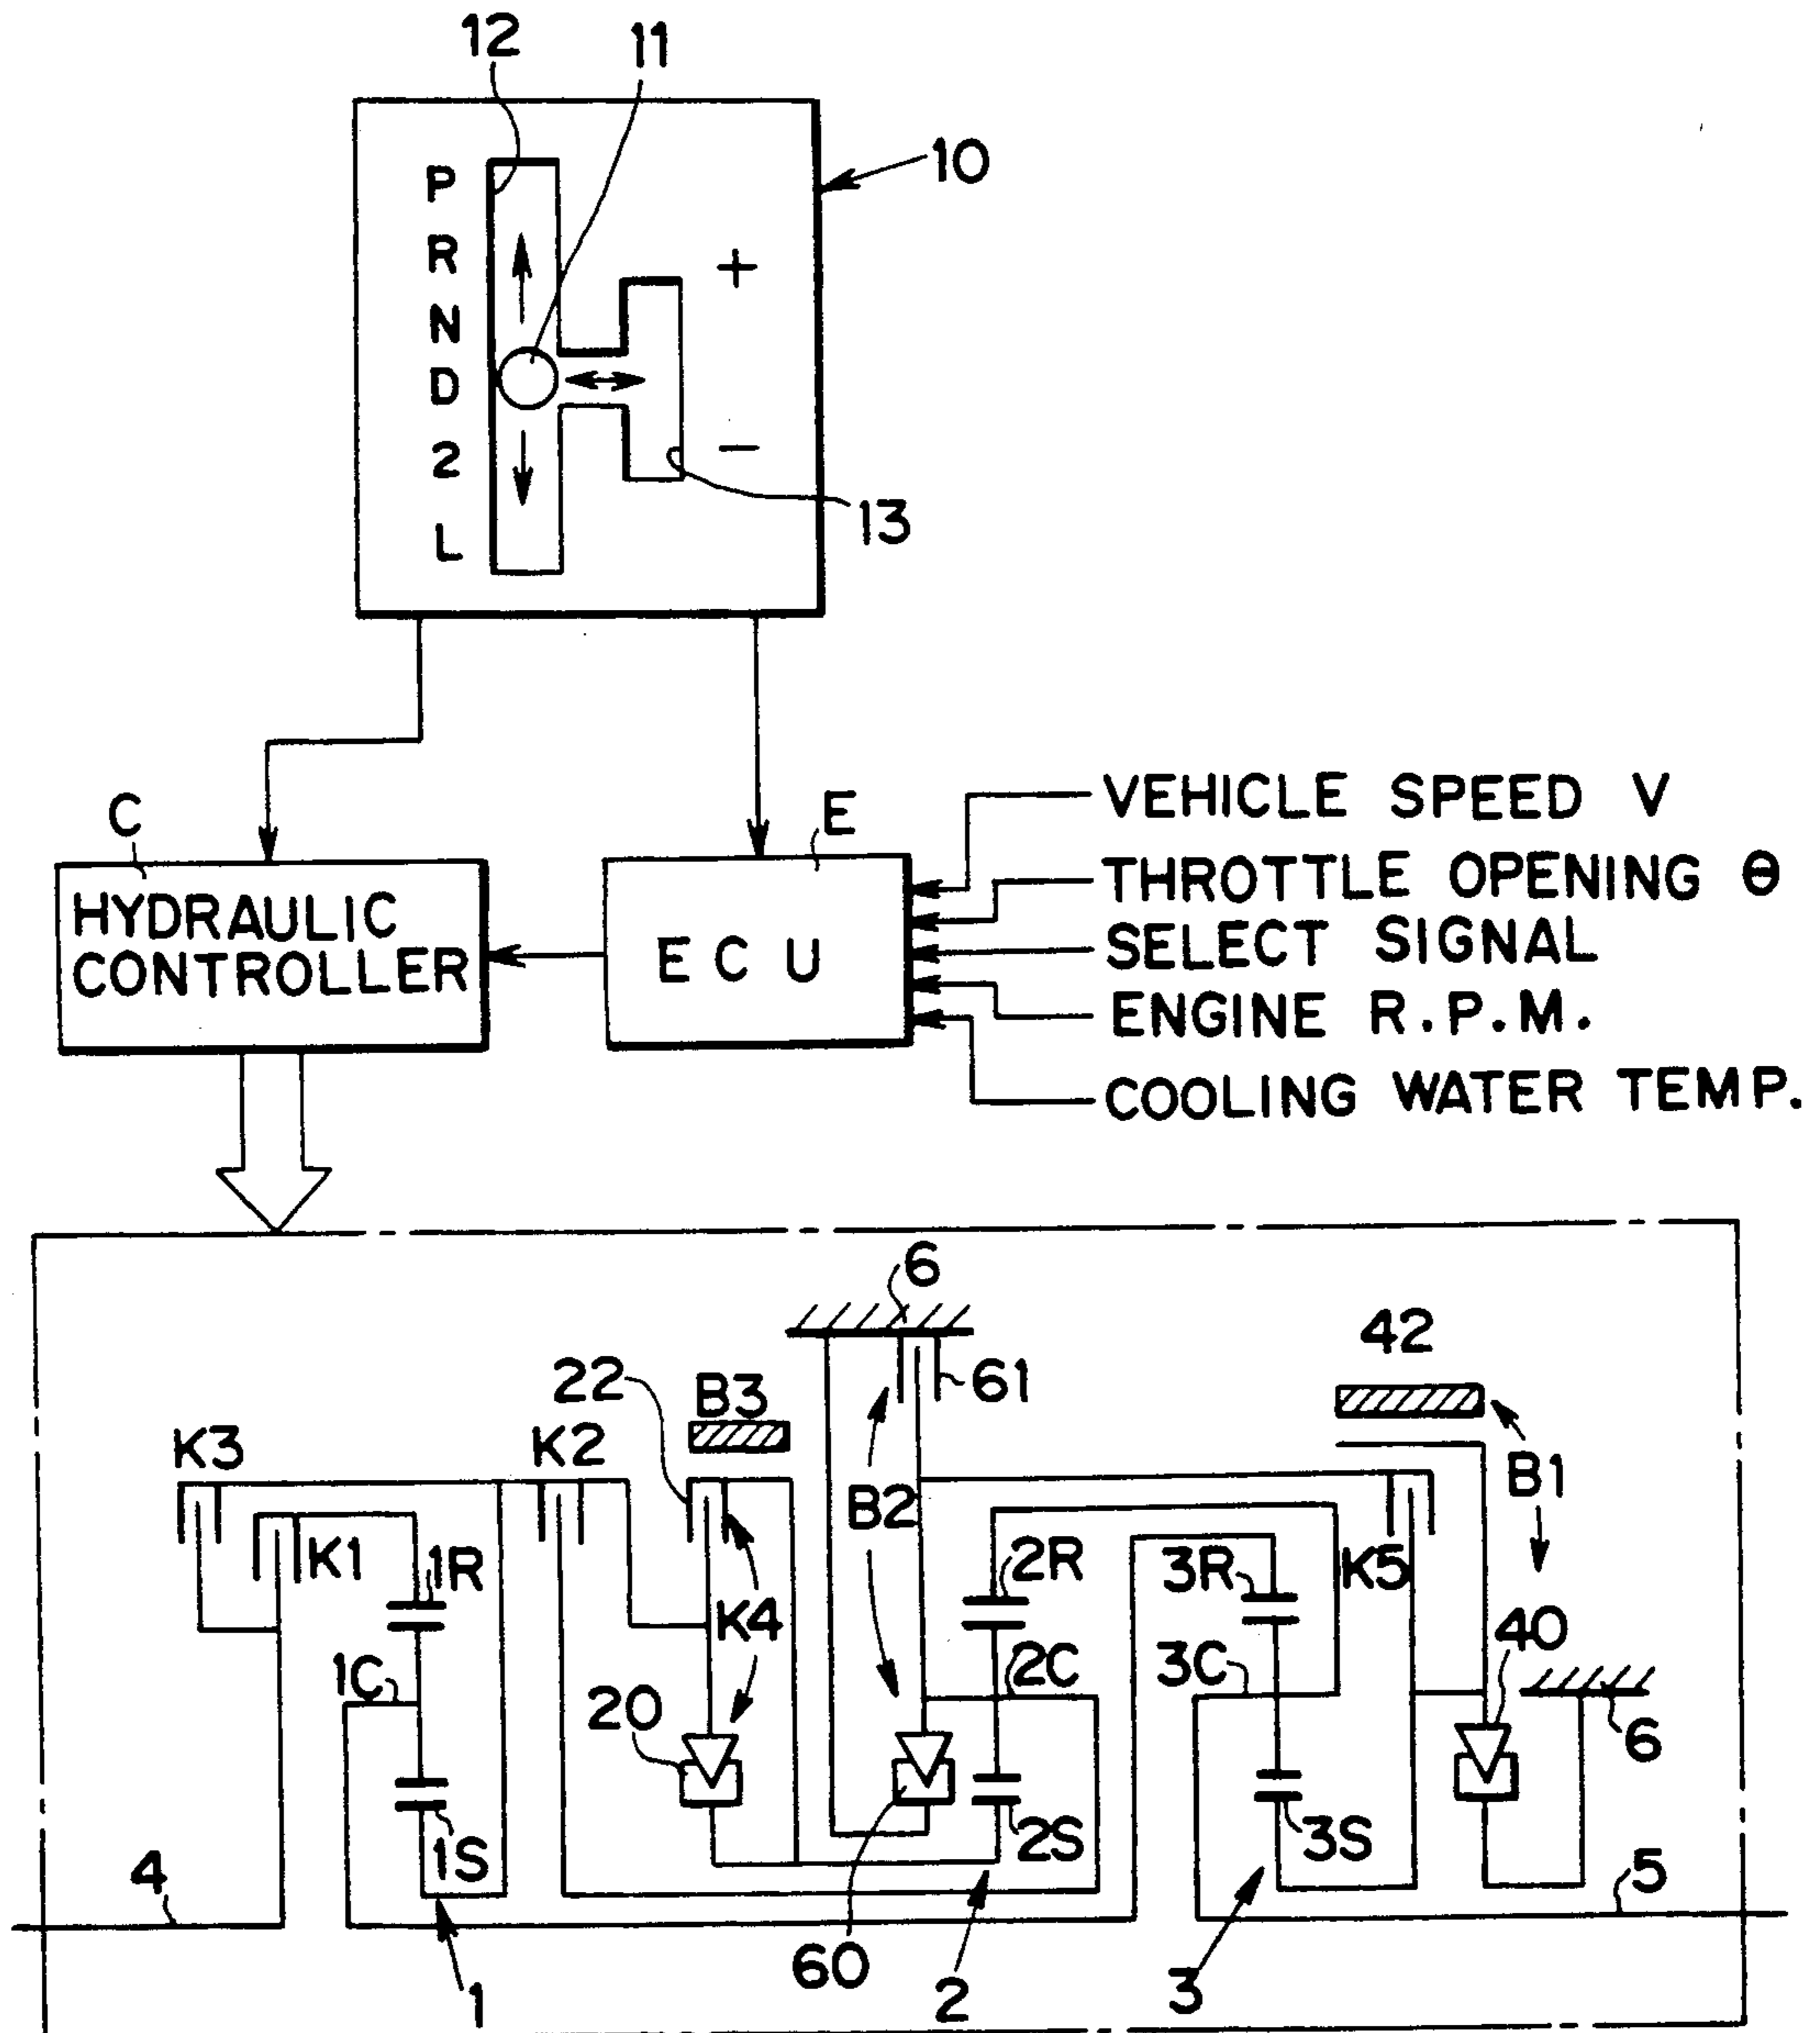 12
11
10
P
R
N
D
2
L
+
−
13
C
HYDRAULIC
CONTROLLER
E
ECU
VEHICLE SPEED V
THROTTLE OPENING θ
SELECT SIGNAL
ENGINE R.P.M.
COOLING WATER TEMP.
6
61
42
22
B3
K3
K2
B2
B1
K1
1R
2R
3R
K5
K4
1C
2C
3C
40
20
6
1S
2S
3S
4
5
60
1
2
3